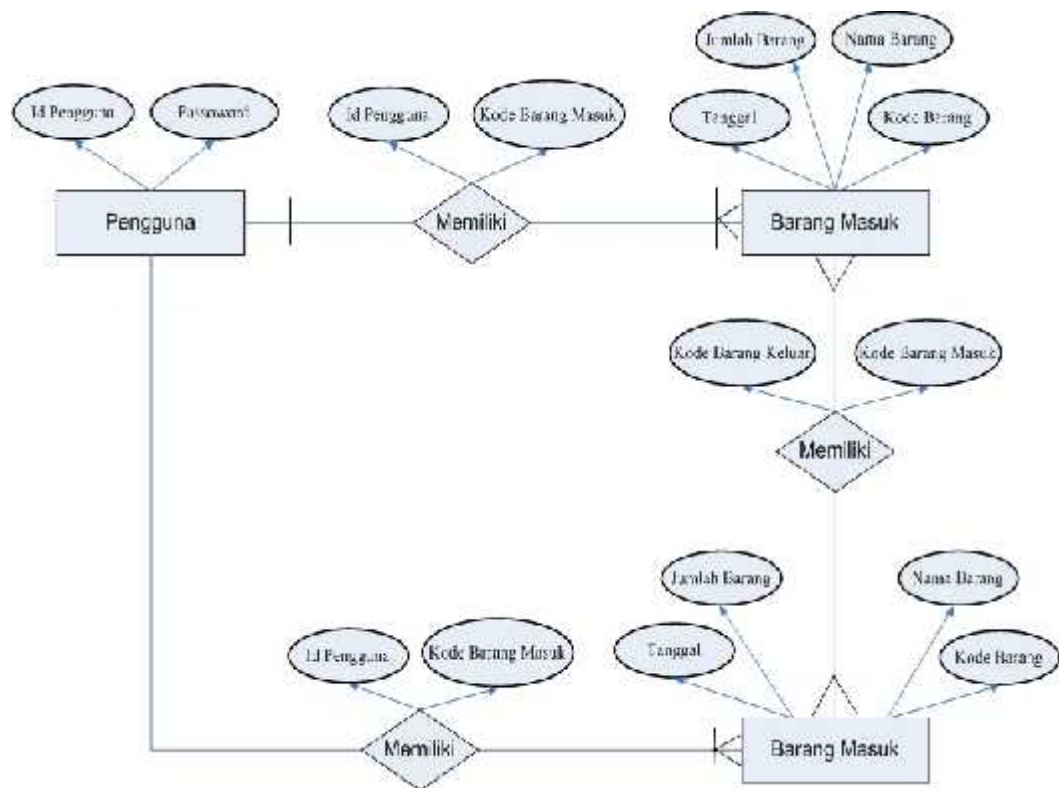 Jumlah Barang
Nama Barang
Id Pengguna
Password
Id Pengguna
Kode Barang Masuk
Tanggal
Kode Barang
Pengguna
Memiliki
Barang Masuk
Kode Barang Keluar
Kode Barang Masuk
Memiliki
Jumlah Barang
Nama Barang
Id Pengguna
Kode Barang Masuk
Tanggal
Kode Barang
Memiliki
Barang Masuk